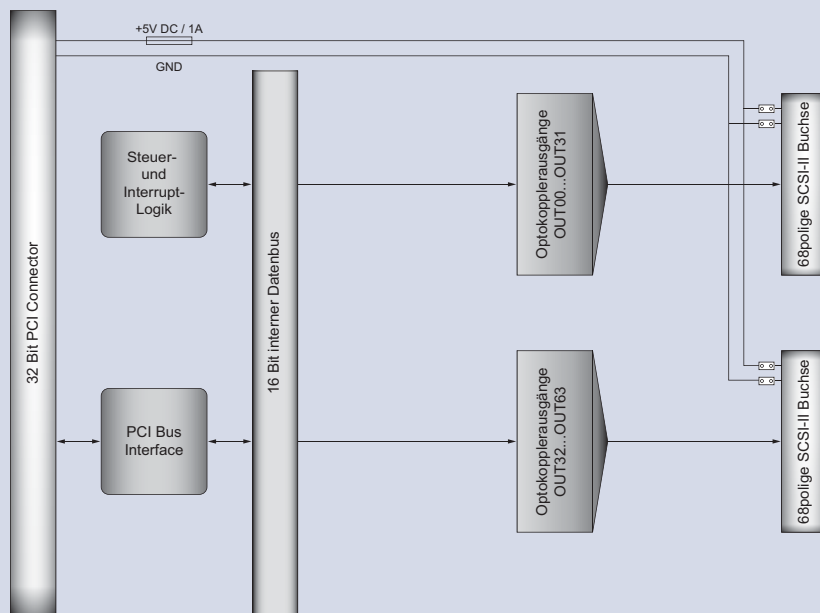 +5V DC / 1A
GND
32 Bit PCI Connector
Steuer-
und
Interrupt-
Logik
PCI Bus
Interface
16 Bit interner Datenbus
Optokopplerausgänge
OUT00...OUT31
68polige SCSI-II Buchse
Optokopplerausgänge
OUT32...OUT63
68polige SCSI-II Buchse